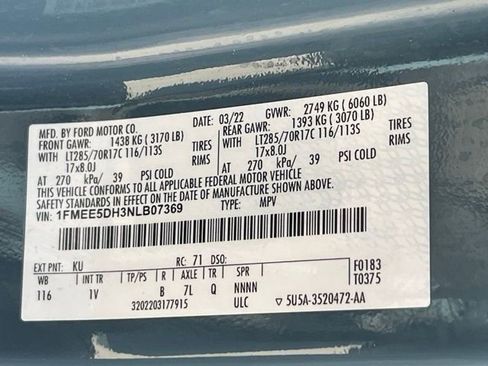 MFD. BY FORD MOTOR CO.
DATE: 03/22 GVWR: 2749 KG (6060 LB)
FRONT GAWR: 1438 KG (3170 LB) REAR GAWR: 1393 KG (3070 LB)
WITH LT285/70R17C 116/113S TIRES WITH LT285/70R17C 116/113S TIRES
17x8.0J RIMS 17x8.0J RIMS
AT 270 kPa/ 39 PSI COLD AT 270 kPa/ 39 PSI COLD
THIS VEHICLE CONFORMS TO ALL APPLICABLE FEDERAL MOTOR VEHICLE
SAFETY STANDARDS IN EFFECT ON THE DATE OF MANUFACTURE SHOWN ABOVE.
VIN: 1FMEE5DH3NLB07369 TYPE: MPV
EXT PNT: KU RC: 71 DSO: F0183
WB INT TR TP/PS R AXLE TR SPR T0375
116 1V B 7L Q NNNN
3202203177915 ULC ▽ 5U5A-3520472-AA